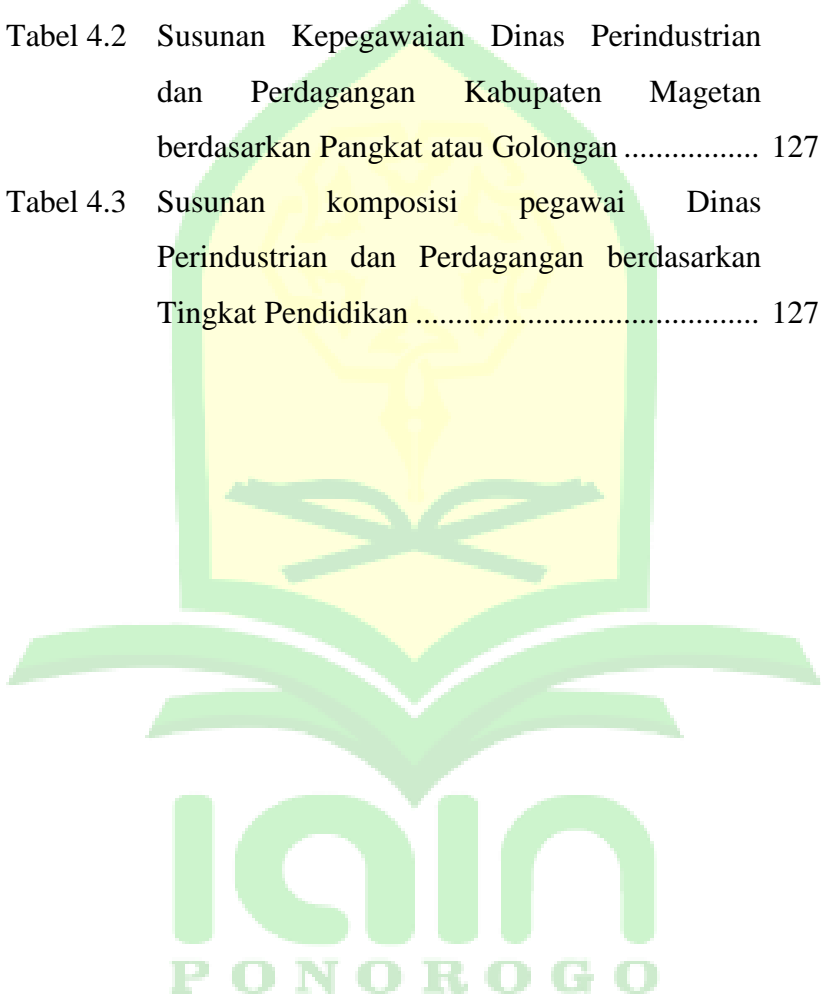 Tabel 4.2 Susunan Kepegawaian Dinas Perindustrian
dan Perdagangan Kabupaten Magetan
berdasarkan Pangkat atau Golongan ................ 127
Tabel 4.3 Susunan komposisi pegawai Dinas
Perindustrian dan Perdagangan berdasarkan
Tingkat Pendidikan ......................................... 127
iain
PONOROGO